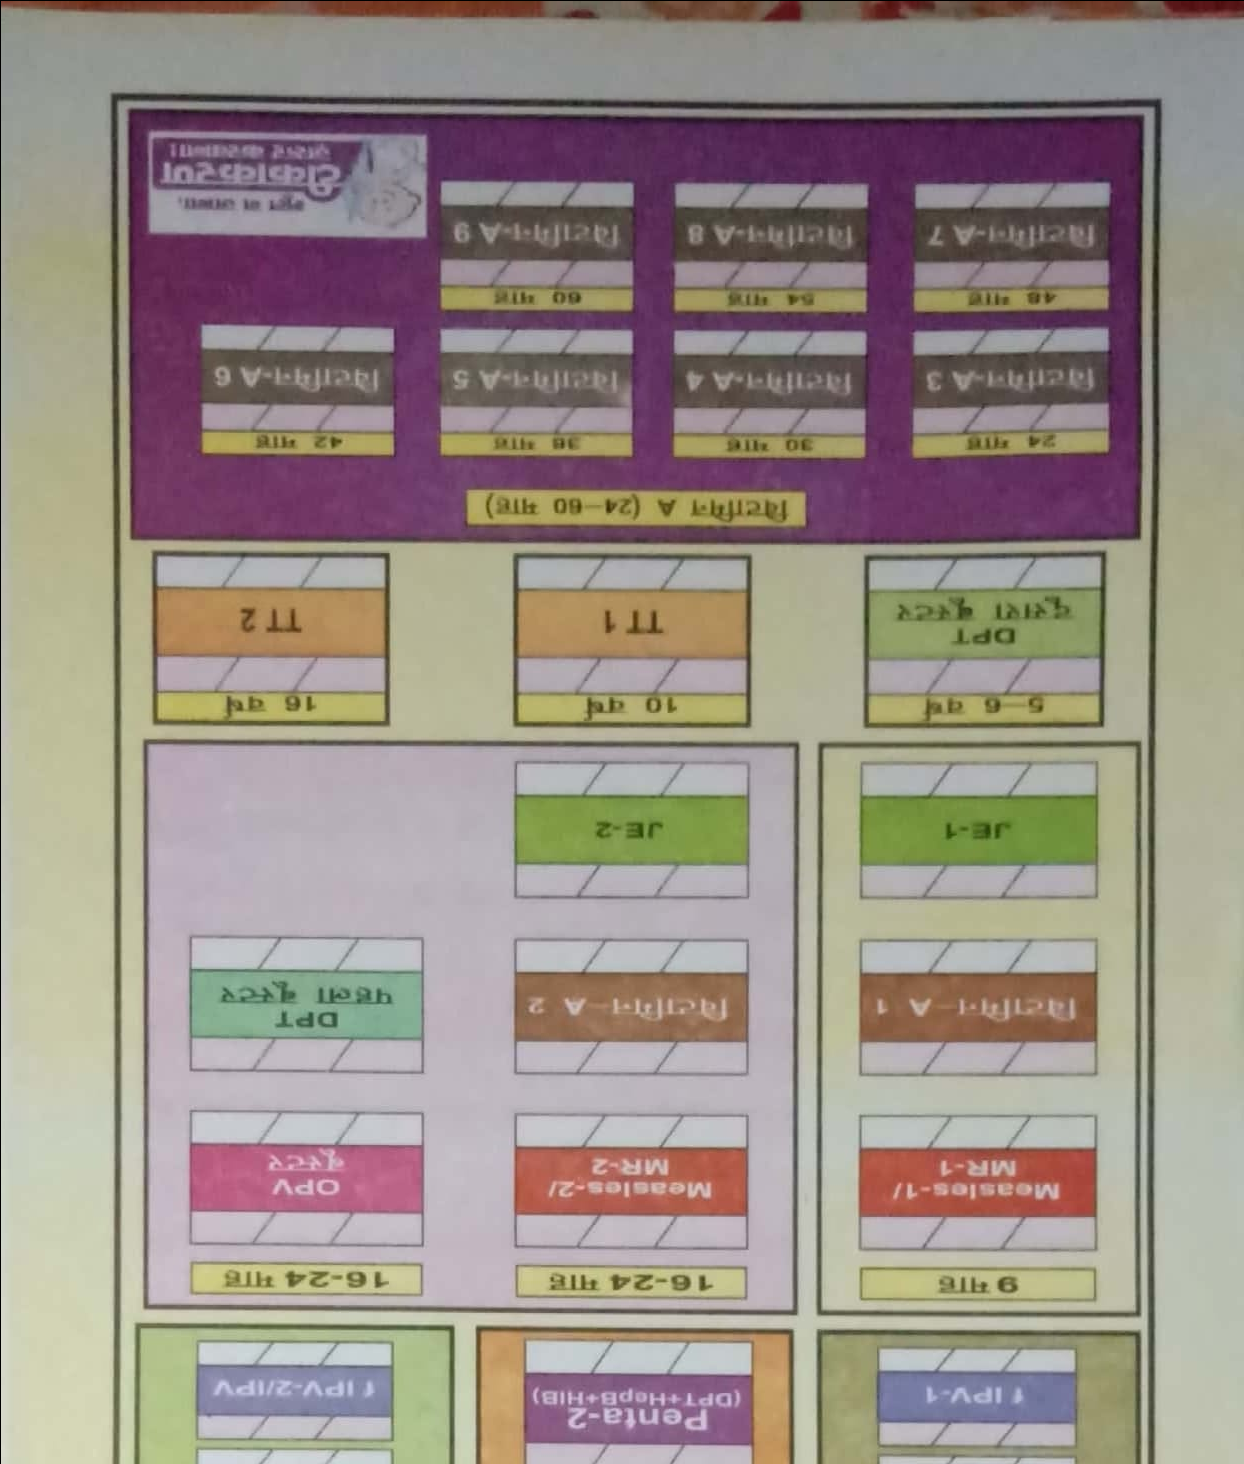 f IPV-1
Penta-2
(DPT+HepB+HIB)
f IPV-2/IPV
9 माह
16-24 माह
16-24 माह
Measles-1/
MR-1
Measles-2/
MR-2
OPV
बूस्टर
विटामिन-A 1
विटामिन-A 2
DPT
पहला बूस्टर
JE-1
JE-2
5-6 वर्ष
DPT
दूसरा बूस्टर
10 वर्ष
TT 1
16 वर्ष
TT 2
विटामिन A (24-60 माह)
24 माह
विटामिन-A 3
30 माह
विटामिन-A 4
36 माह
विटामिन-A 5
42 माह
विटामिन-A 6
48 माह
विटामिन-A 7
54 माह
विटामिन-A 8
60 माह
विटामिन-A 9
भूल न जाना,
टीकाकरण
ज़रूर करवाना!